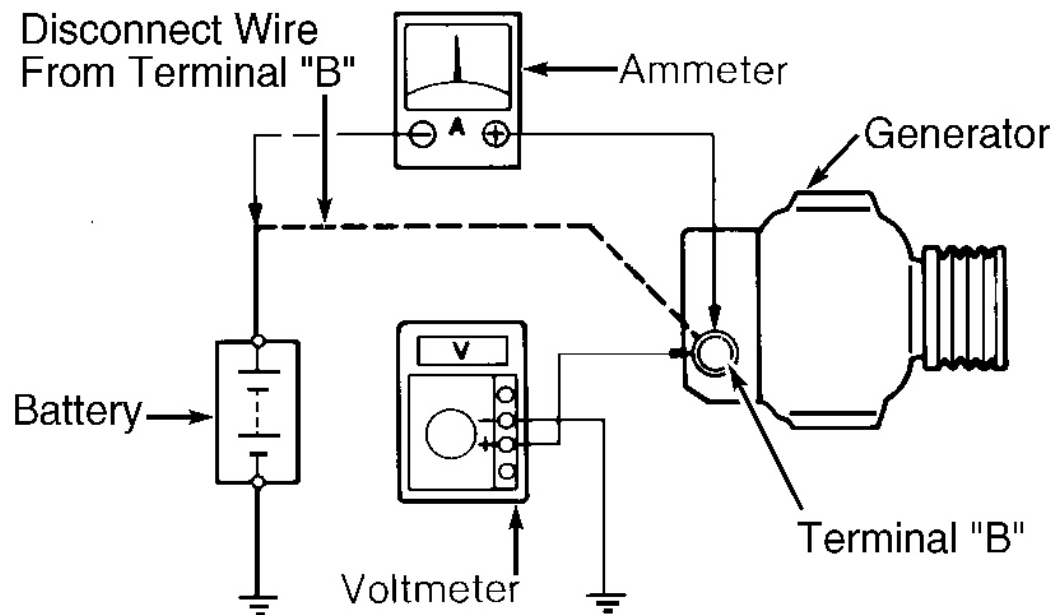 Disconnect Wire
From Terminal "B"
Ammeter
− A +
Generator
V
− 
+
Battery
Terminal "B"
Voltmeter